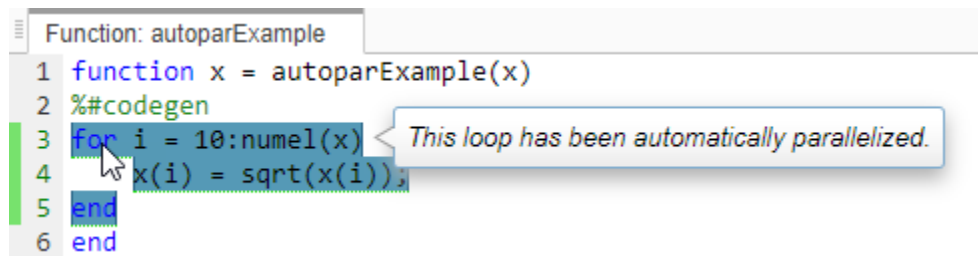 Function: autoparExample
1 function x = autoparExample(x)
2 %#codegen
3 for i = 10:numel(x) This loop has been automatically parallelized.
4 x(i) = sqrt(x(i));
5 end
6 end